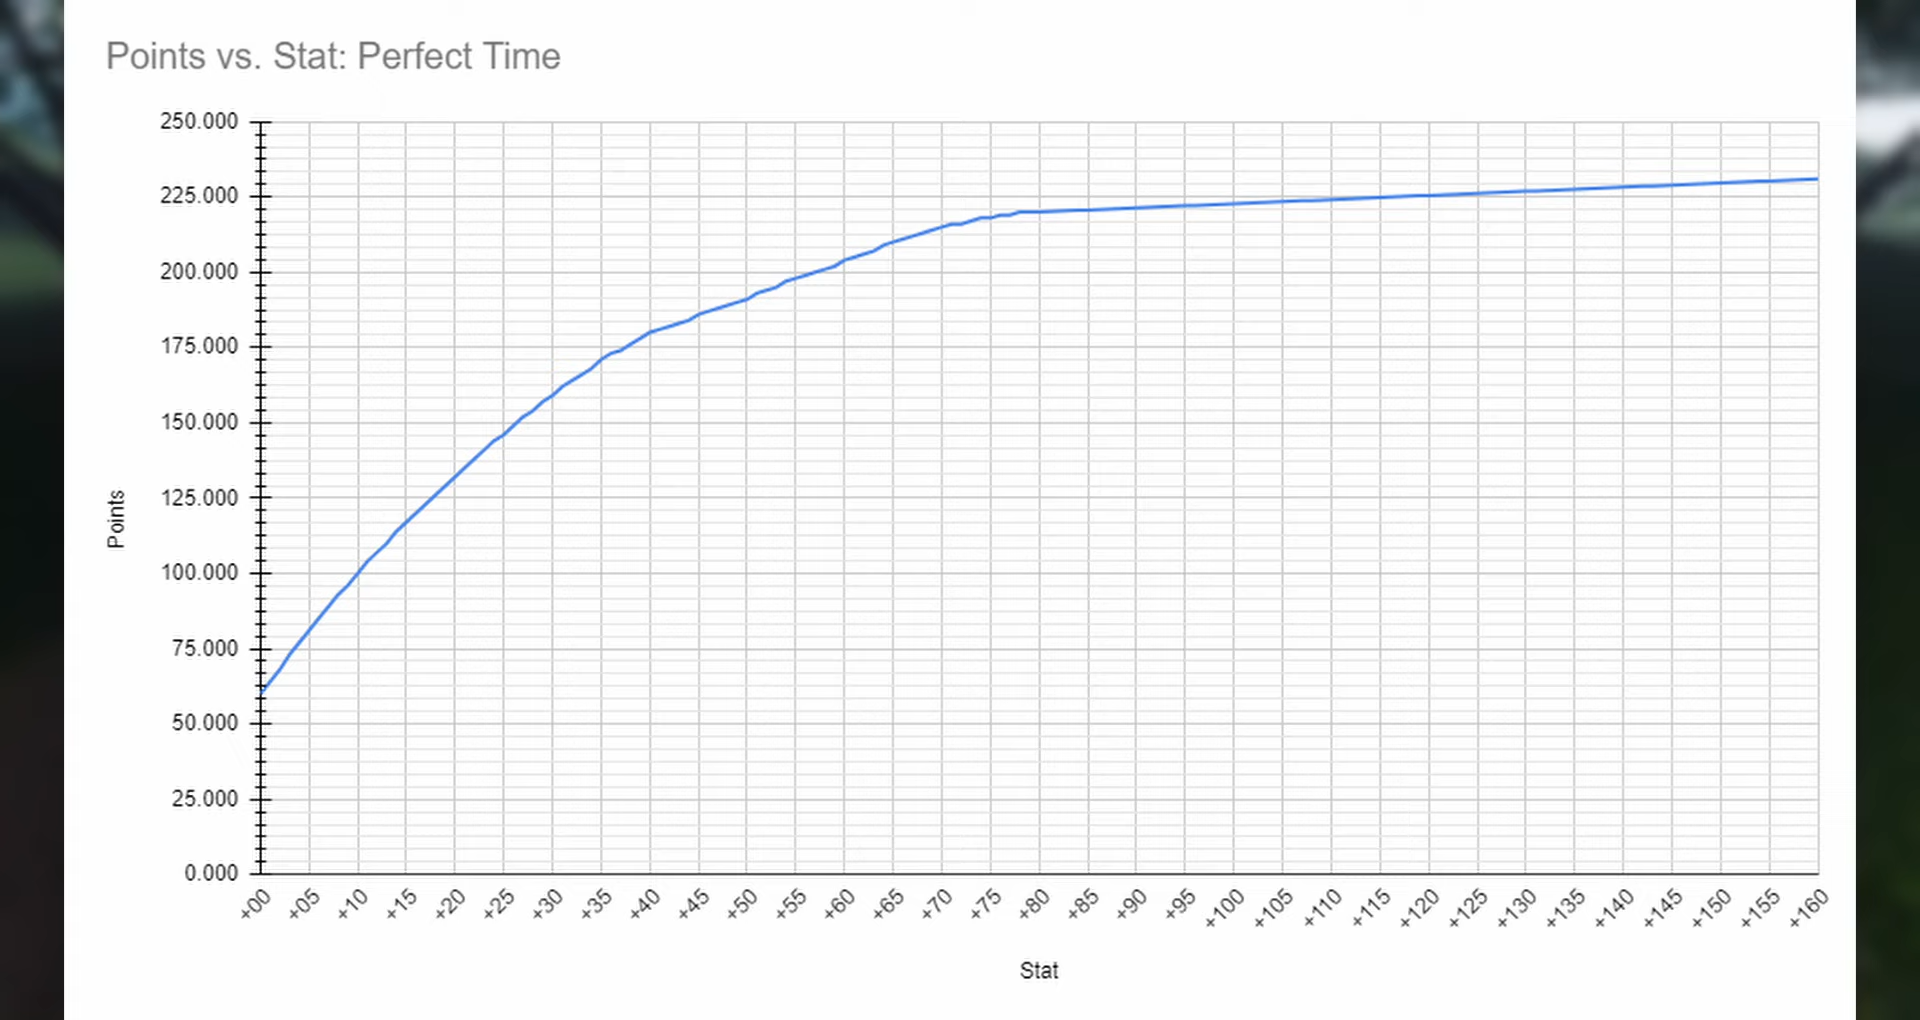 Points vs. Stat: Perfect Time
250.000
225.000
200.000
175.000
150.000
125.000
100.000
75.000
50.000
25.000
0.000
Points
+00 +05 +10 +15 +20 +25 +30 +35 +40 +45 +50 +55 +60 +65 +70 +75 +80 +85 +90 +95 +100 +105 +110 +115 +120 +125 +130 +135 +140 +145 +150 +155 +160
Stat